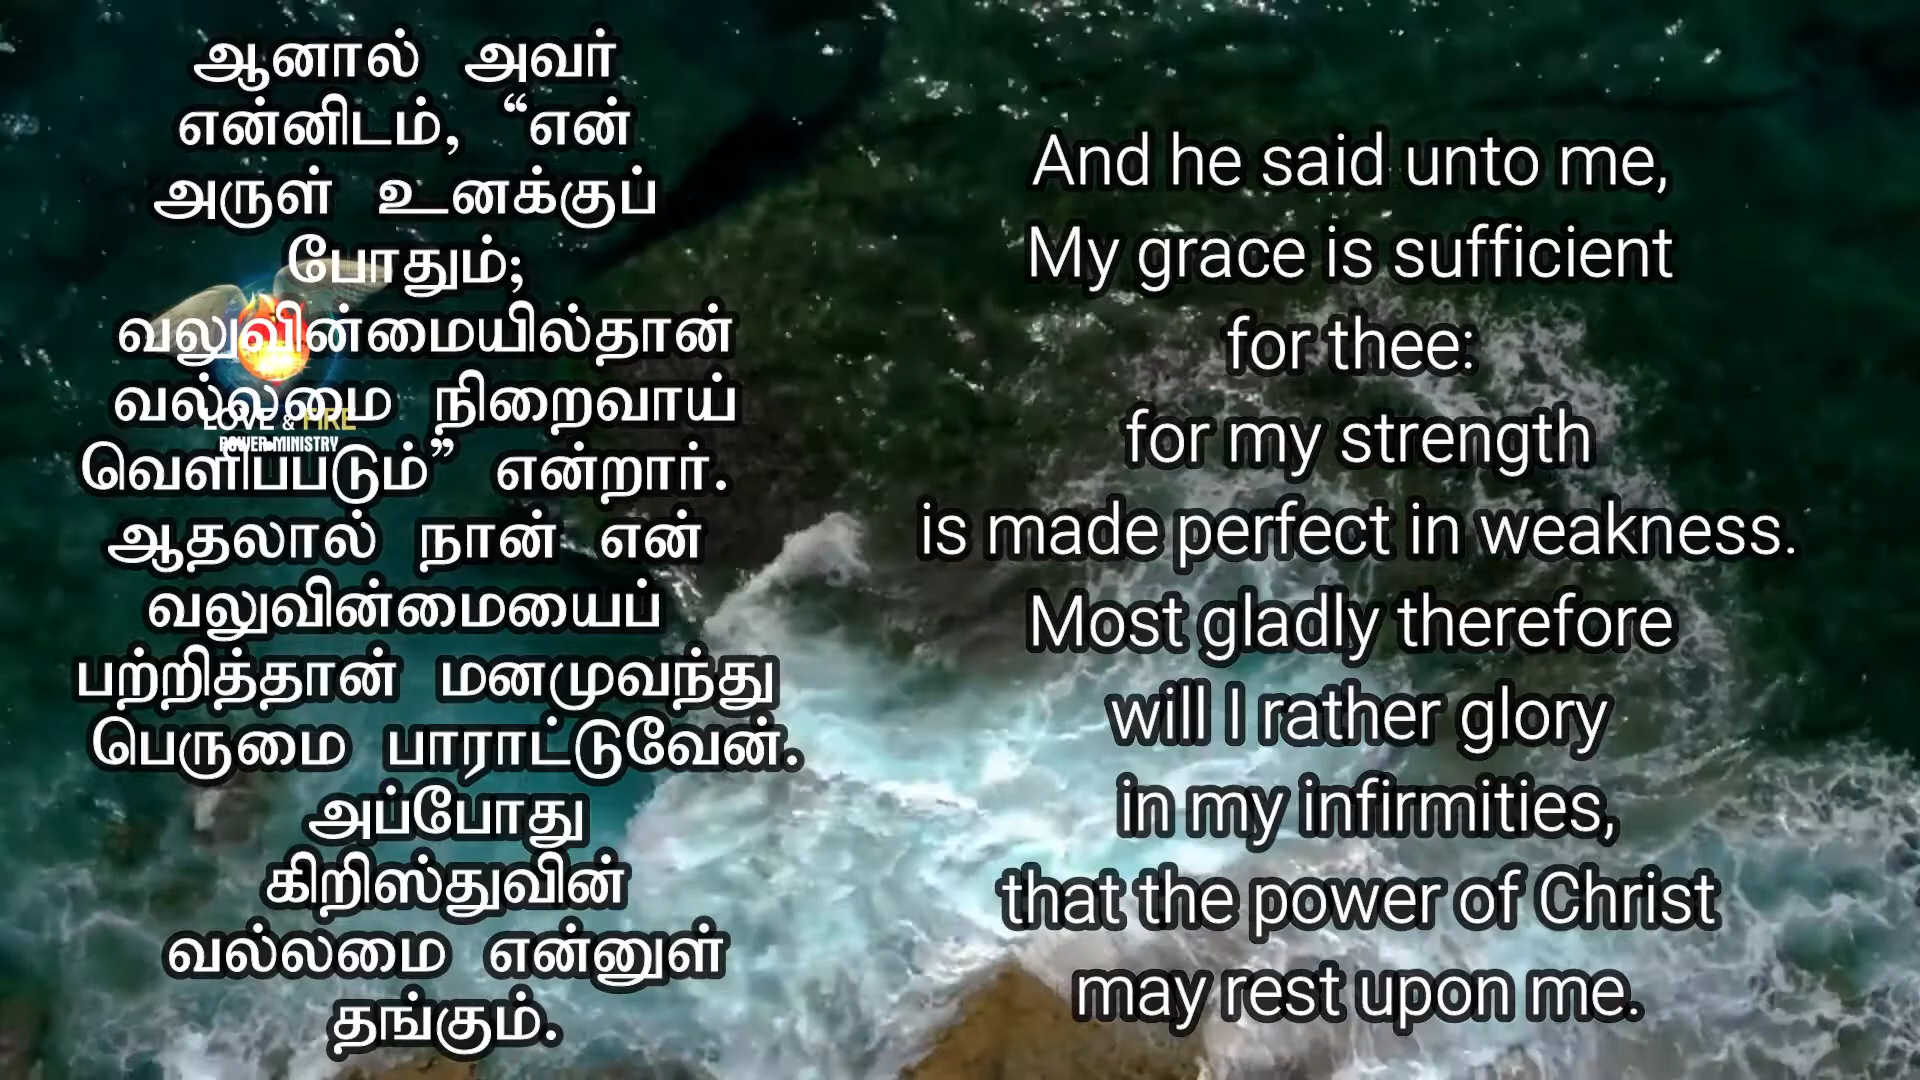 ஆனால் அவர்
என்னிடம், “என்
அருள் உனக்குப்
போதும்;
வலுவின்மையில்தான்
வல்லமை நிறைவாய்
வெளிப்படும்” என்றார்.
ஆதலால் நான் என்
வலுவின்மையைப்
பற்றித்தான் மனமுவந்து
பெருமை பாராட்டுவேன்.
அப்போது
கிறிஸ்துவின்
வல்லமை என்னுள்
தங்கும்.
LOVE & FIRE
POWER MINISTRY
And he said unto me,
My grace is sufficient
for thee:
for my strength
is made perfect in weakness.
Most gladly therefore
will I rather glory
in my infirmities,
that the power of Christ
may rest upon me.